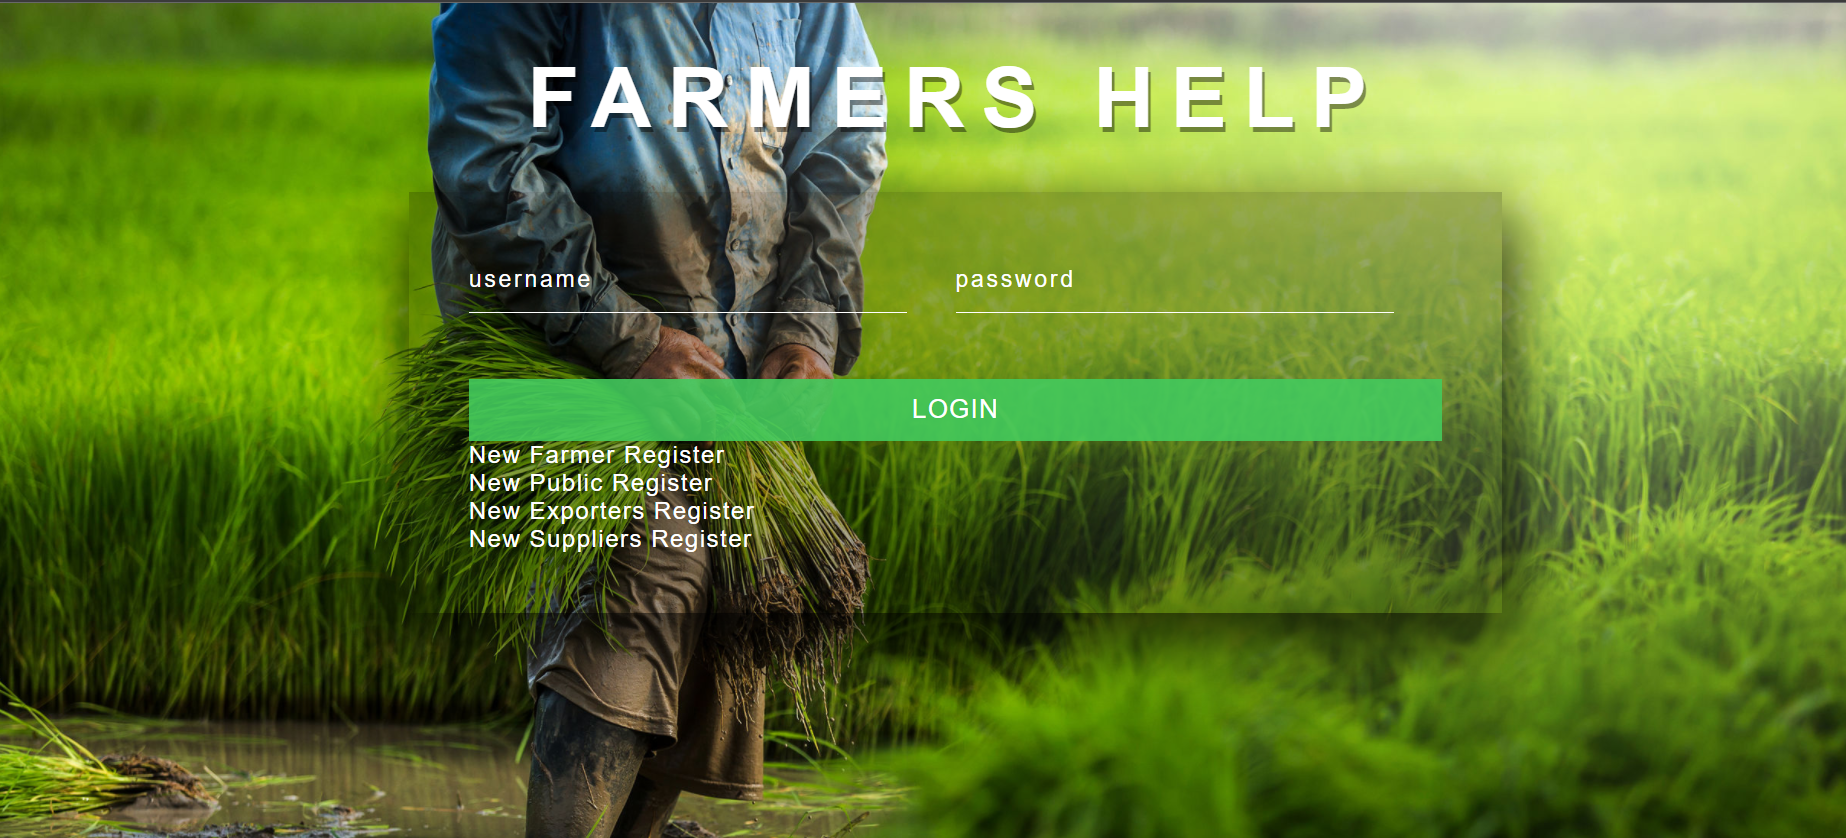 FARMERS HELP
username
password
LOGIN
New Farmer Register
New Public Register
New Exporters Register
New Suppliers Register